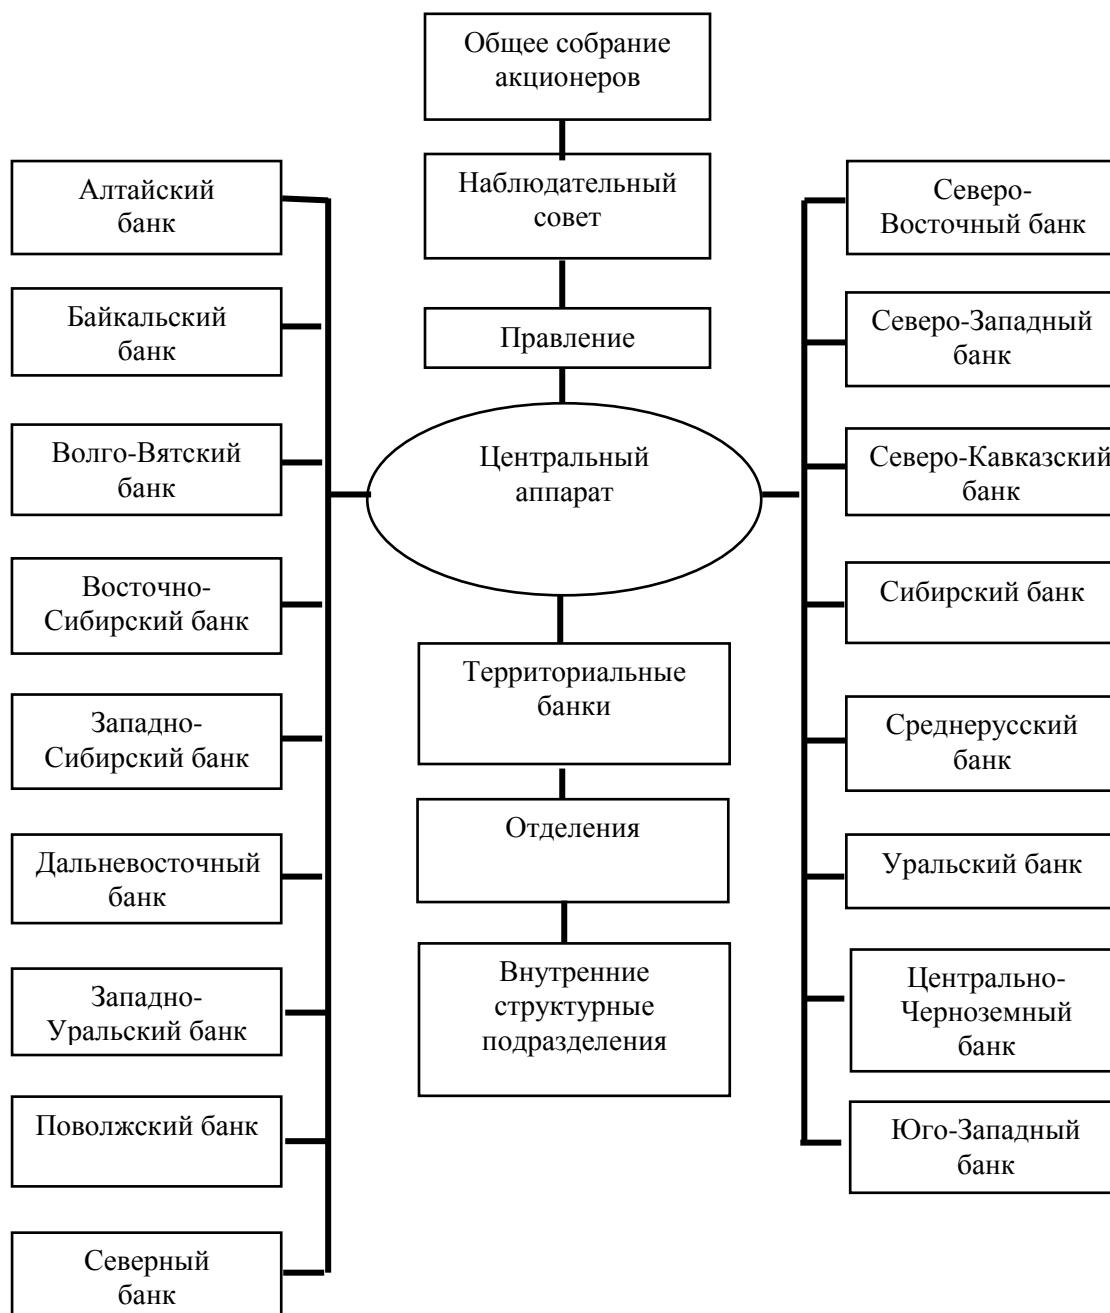 Общее собрание
акционеров
Наблюдательный
совет
Правление
Центральный
аппарат
Территориальные
банки
Отделения
Внутренние
структурные
подразделения
Алтайский
банк
Байкальский
банк
Волго-Вятский
банк
Восточно-
Сибирский банк
Западно-
Сибирский банк
Дальневосточный
банк
Западно-
Уральский банк
Поволжский банк
Северный
банк
Северо-
Восточный банк
Северо-Западный
банк
Северо-Кавказский
банк
Сибирский банк
Среднерусский
банк
Уральский банк
Центрально-
Черноземный
банк
Юго-Западный
банк